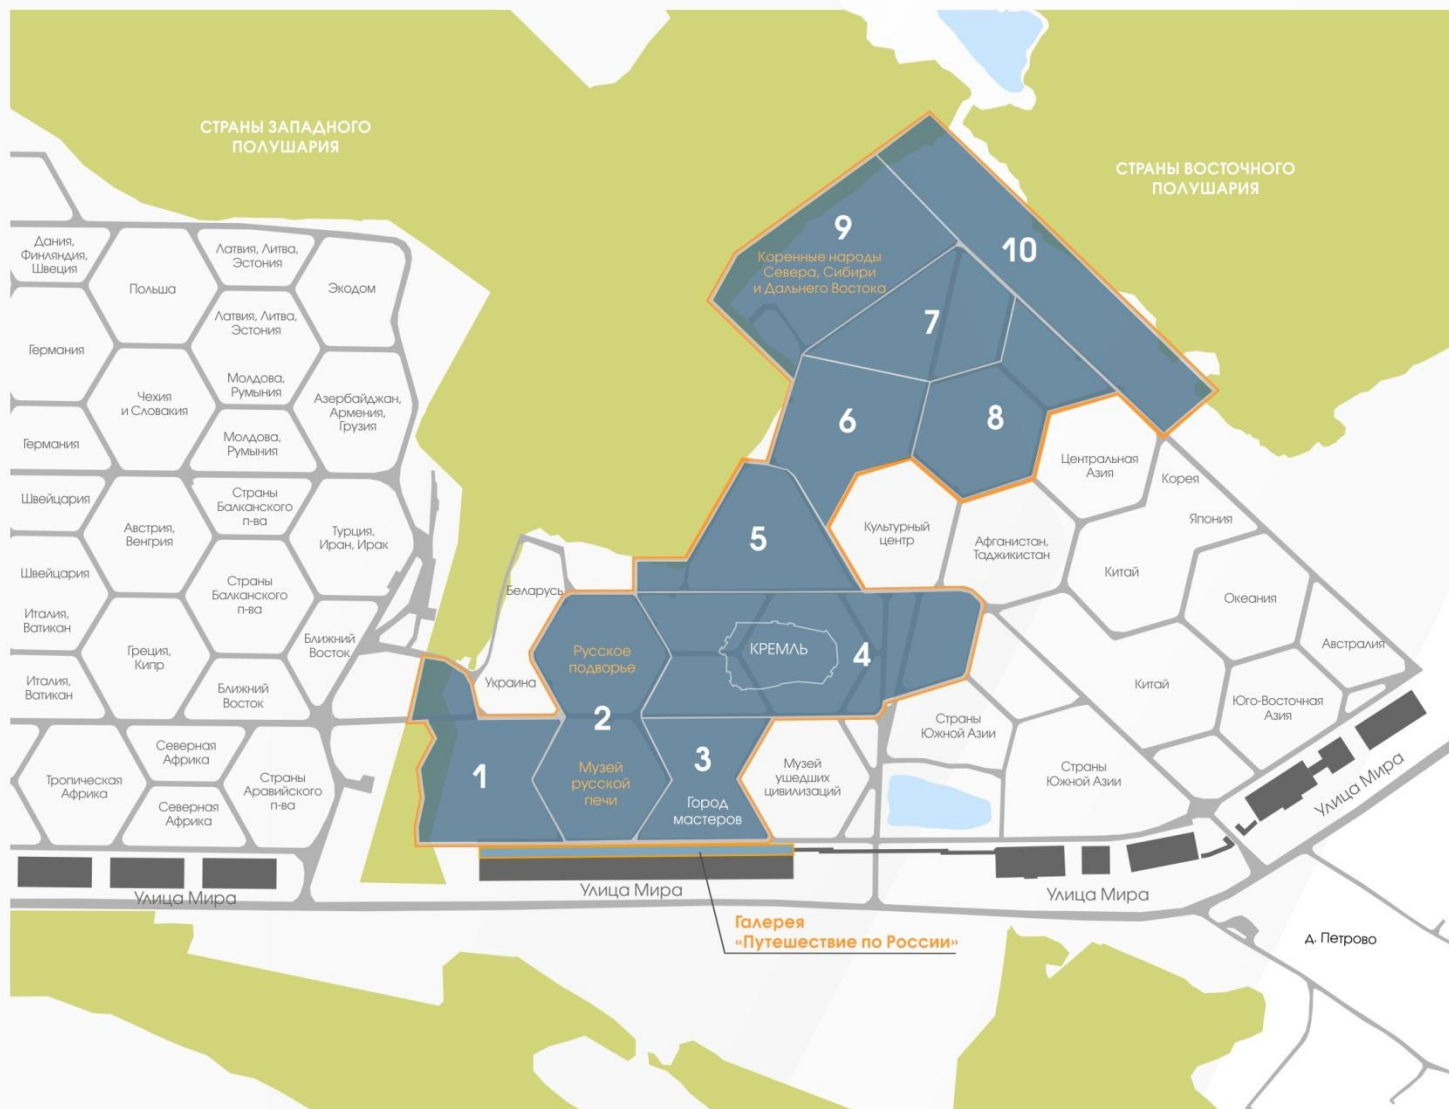 СТРАНЫ ЗАПАДНОГО
ПОЛУШАРИЯ
СТРАНЫ ВОСТОЧНОГО
ПОЛУШАРИЯ
Дания,
Финляндия,
Швеция
Польша
Латвия, Литва,
Эстония
Экодом
Латвия, Литва,
Эстония
Германия
Молдова,
Румыния
Чехия
и Словакия
Азербайджан,
Армения,
Грузия
Германия
Молдова,
Румыния
Швейцария
Страны
Балканского
п-ва
Австрия,
Венгрия
Турция,
Иран, Ирак
Швейцария
Страны
Балканского
п-ва
Италия,
Ватикан
Греция,
Кипр
Ближний
Восток
Италия,
Ватикан
Ближний
Восток
Северная
Африка
Тропическая
Африка
Страны
Аравийского
п-ва
Северная
Африка
Улица Мира
Беларусь
Украина
9
Коренные народы
Севера, Сибири
и Дальнего Востока
10
7
6
8
5
Русское
подворье
КРЕМЛЬ
4
2
1
Музей
русской
печи
3
Город
мастеров
Центральная
Азия
Корея
Япония
Культурный
центр
Афганистан,
Таджикистан
Китай
Океания
Австралия
Китай
Юго-Восточная
Азия
Страны
Южной Азии
Страны
Южной Азии
Музей
ушедших
цивилизаций
Улица Мира
Улица Мира
Улица Мира
Галерея
«Путешествие по России»
д. Петрово